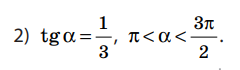 2) tg α = 1/3, π < α < 3π/2.